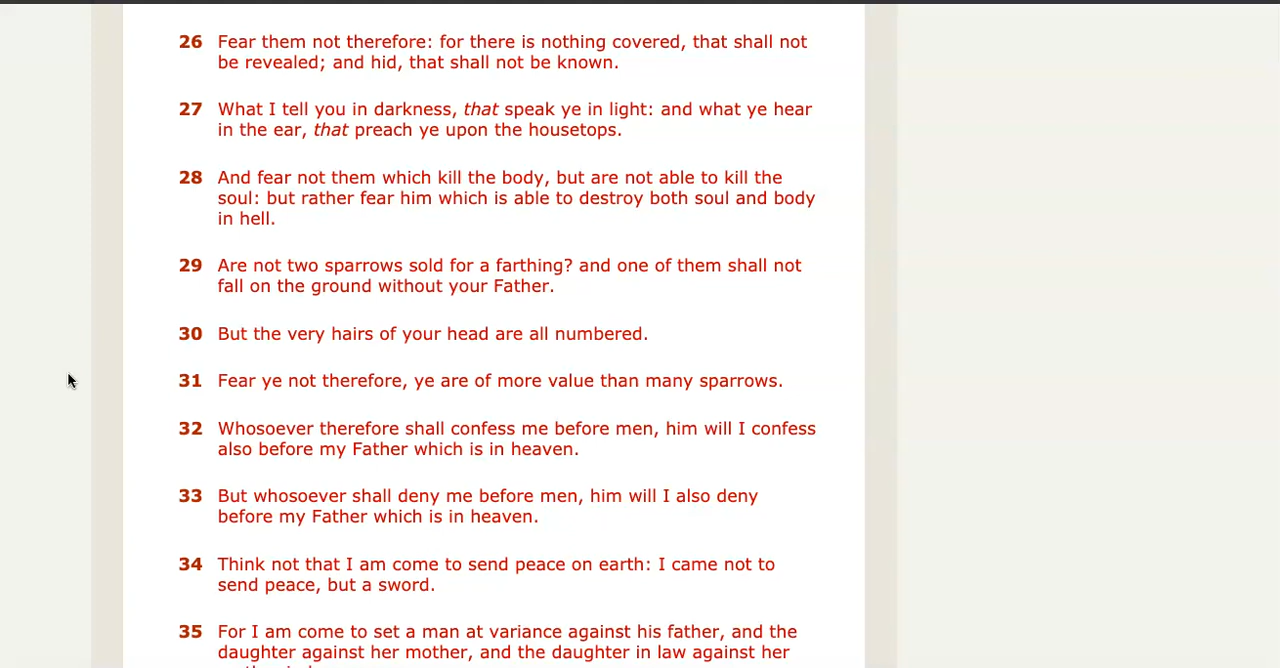 26 Fear them not therefore: for there is nothing covered, that shall not
be revealed; and hid, that shall not be known.
27 What I tell you in darkness, that speak ye in light: and what ye hear
in the ear, that preach ye upon the housetops.
28 And fear not them which kill the body, but are not able to kill the
soul: but rather fear him which is able to destroy both soul and body
in hell.
29 Are not two sparrows sold for a farthing? and one of them shall not
fall on the ground without your Father.
30 But the very hairs of your head are all numbered.
31 Fear ye not therefore, ye are of more value than many sparrows.
32 Whosoever therefore shall confess me before men, him will I confess
also before my Father which is in heaven.
33 But whosoever shall deny me before men, him will I also deny
before my Father which is in heaven.
34 Think not that I am come to send peace on earth: I came not to
send peace, but a sword.
35 For I am come to set a man at variance against his father, and the
daughter against her mother, and the daughter in law against her